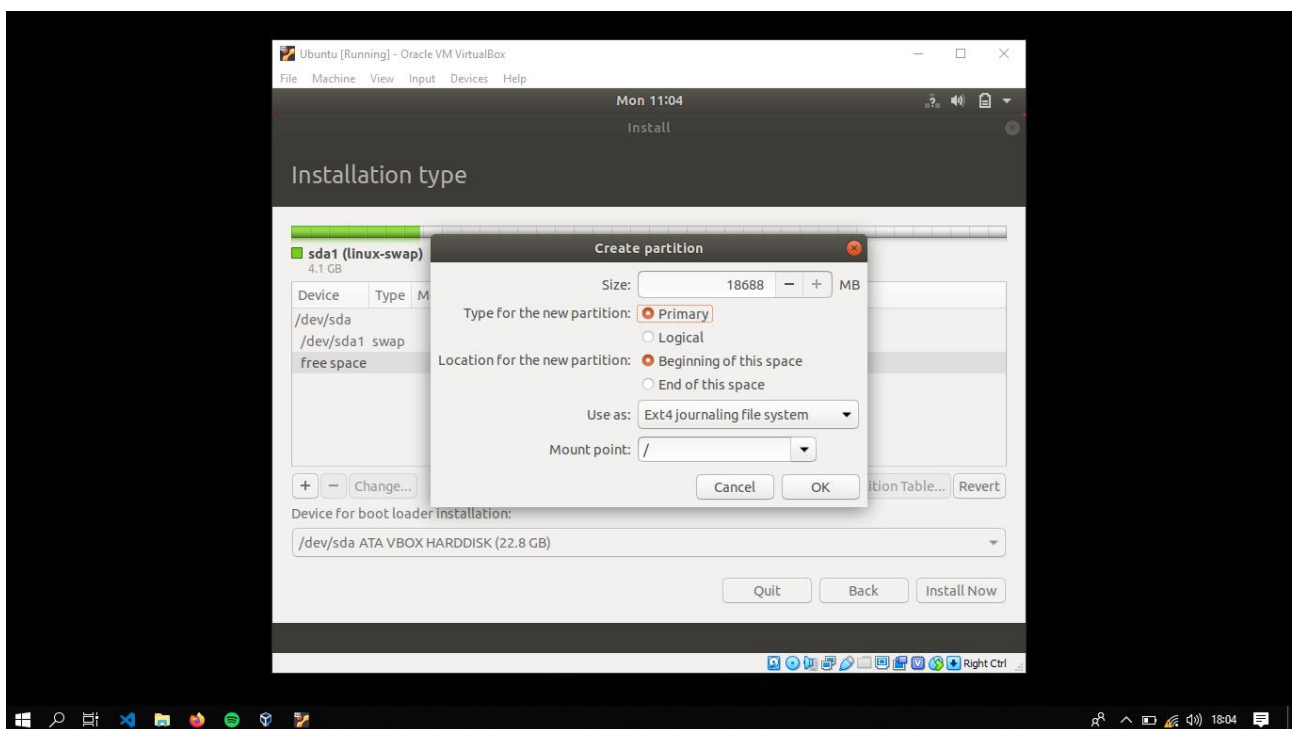 Ubuntu [Running] - Oracle VM VirtualBox
File Machine View Input Devices Help
Mon 11:04
Install
Installation type
sda1 (linux-swap)
4.1 GB
Create partition
Size: 18688 − + MB
Type for the new partition: Primary
Logical
Location for the new partition: Beginning of this space
End of this space
Use as: Ext4 journaling file system
Mount point: /
Cancel OK
Device Type M
/dev/sda
/dev/sda1 swap
free space
+ − Change... ition Table... Revert
Device for boot loader installation:
/dev/sda ATA VBOX HARDDISK (22.8 GB)
Quit Back Install Now
Right Ctrl
18:04